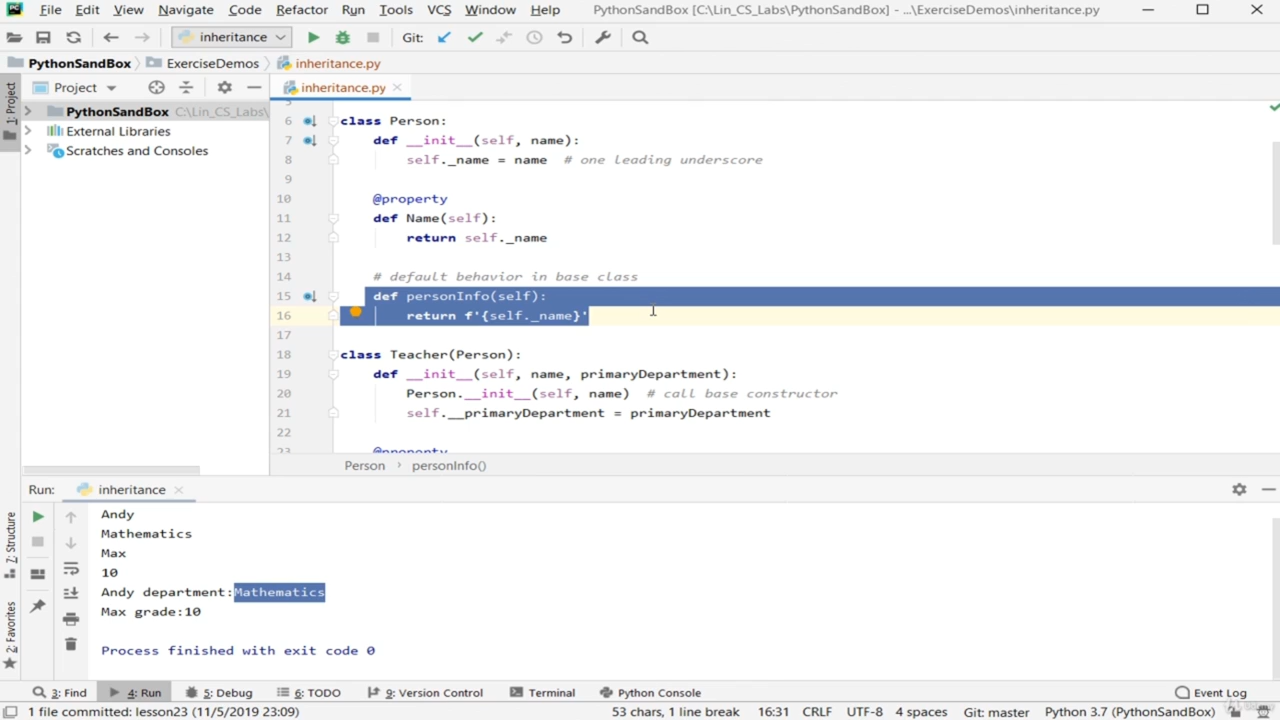 File Edit View Navigate Code Refactor Run Tools VCS Window Help PythonSandBox [C:\Lin_CS_Labs\PythonSandBox] - ...\ExerciseDemos\inheritance.py
inheritance Git:
PythonSandBox ExerciseDemos inheritance.py
1: Project
Project
inheritance.py
PythonSandBox C:\Lin_CS_Labs\
External Libraries
Scratches and Consoles
5
6 class Person:
7 def __init__(self, name):
8 self._name = name # one leading underscore
9
10 @property
11 def Name(self):
12 return self._name
13
14 # default behavior in base class
15 def personInfo(self):
16 return f'{self._name}'
17
18 class Teacher(Person):
19 def __init__(self, name, primaryDepartment):
20 Person.__init__(self, name) # call base constructor
21 self.__primaryDepartment = primaryDepartment
22
23 @property
Person › personInfo()
Run: inheritance
Z: Structure
2: Favorites
Andy
Mathematics
Max
10
Andy department:Mathematics
Max grade:10
Process finished with exit code 0
3: Find 4: Run 5: Debug 6: TODO 9: Version Control Terminal Python Console Event Log
1 file committed: lesson23 (11/5/2019 23:09) 53 chars, 1 line break 16:31 CRLF UTF-8 4 spaces Git: master Python 3.7 (PythonSandBox)